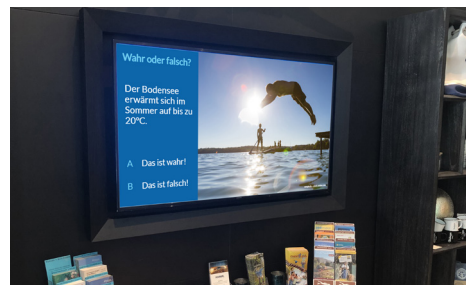 Wahr oder falsch?
Der Bodensee
erwärmt sich im
Sommer auf bis zu
20°C.
A Das ist wahr!
B Das ist falsch!